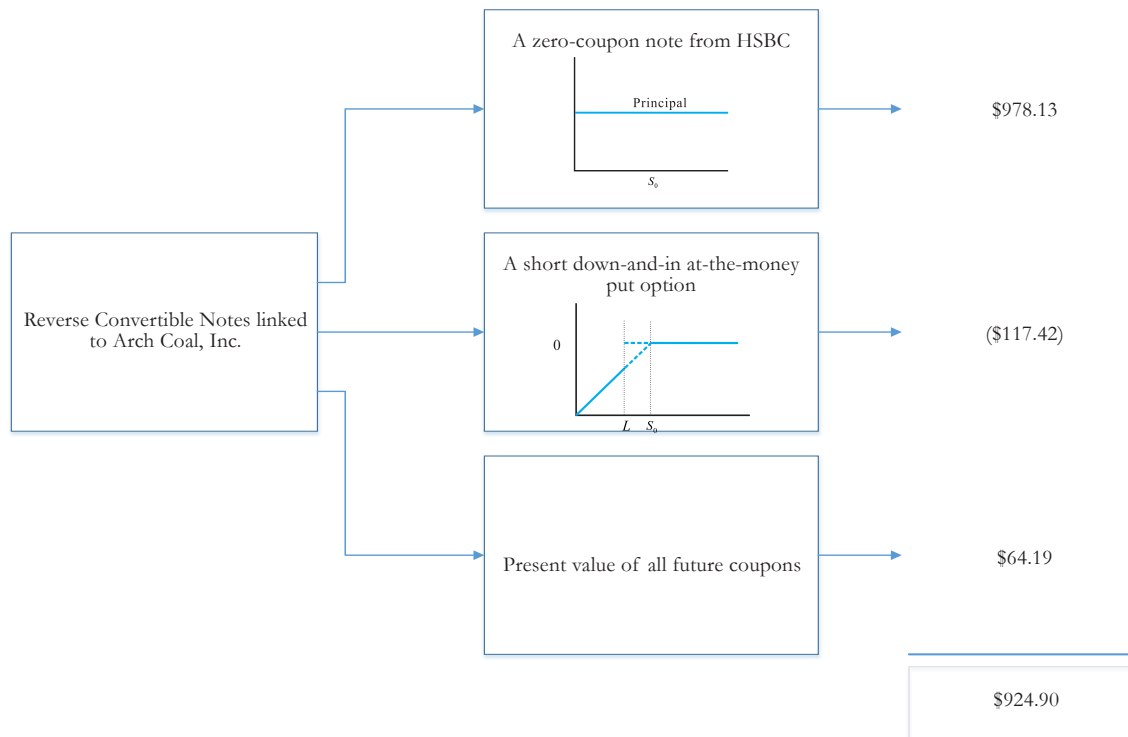 A zero-coupon note from HSBC
Principal
S₀
$978.13
Reverse Convertible Notes linked
to Arch Coal, Inc.
A short down-and-in at-the-money
put option
0
L S₀
($117.42)
Present value of all future coupons
$64.19
$924.90